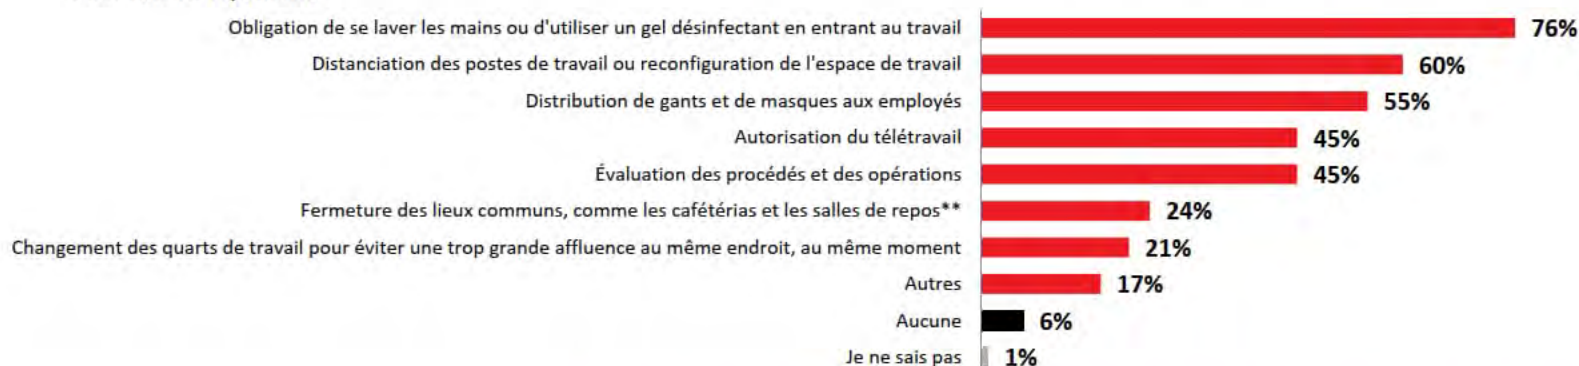 Obligation de se laver les mains ou d'utiliser un gel désinfectant en entrant au travail 76%
Distanciation des postes de travail ou reconfiguration de l'espace de travail 60%
Distribution de gants et de masques aux employés 55%
Autorisation du télétravail 45%
Évaluation des procédés et des opérations 45%
Fermeture des lieux communs, comme les cafétérias et les salles de repos** 24%
Changement des quarts de travail pour éviter une trop grande affluence au même endroit, au même moment 21%
Autres 17%
Aucune 6%
Je ne sais pas 1%